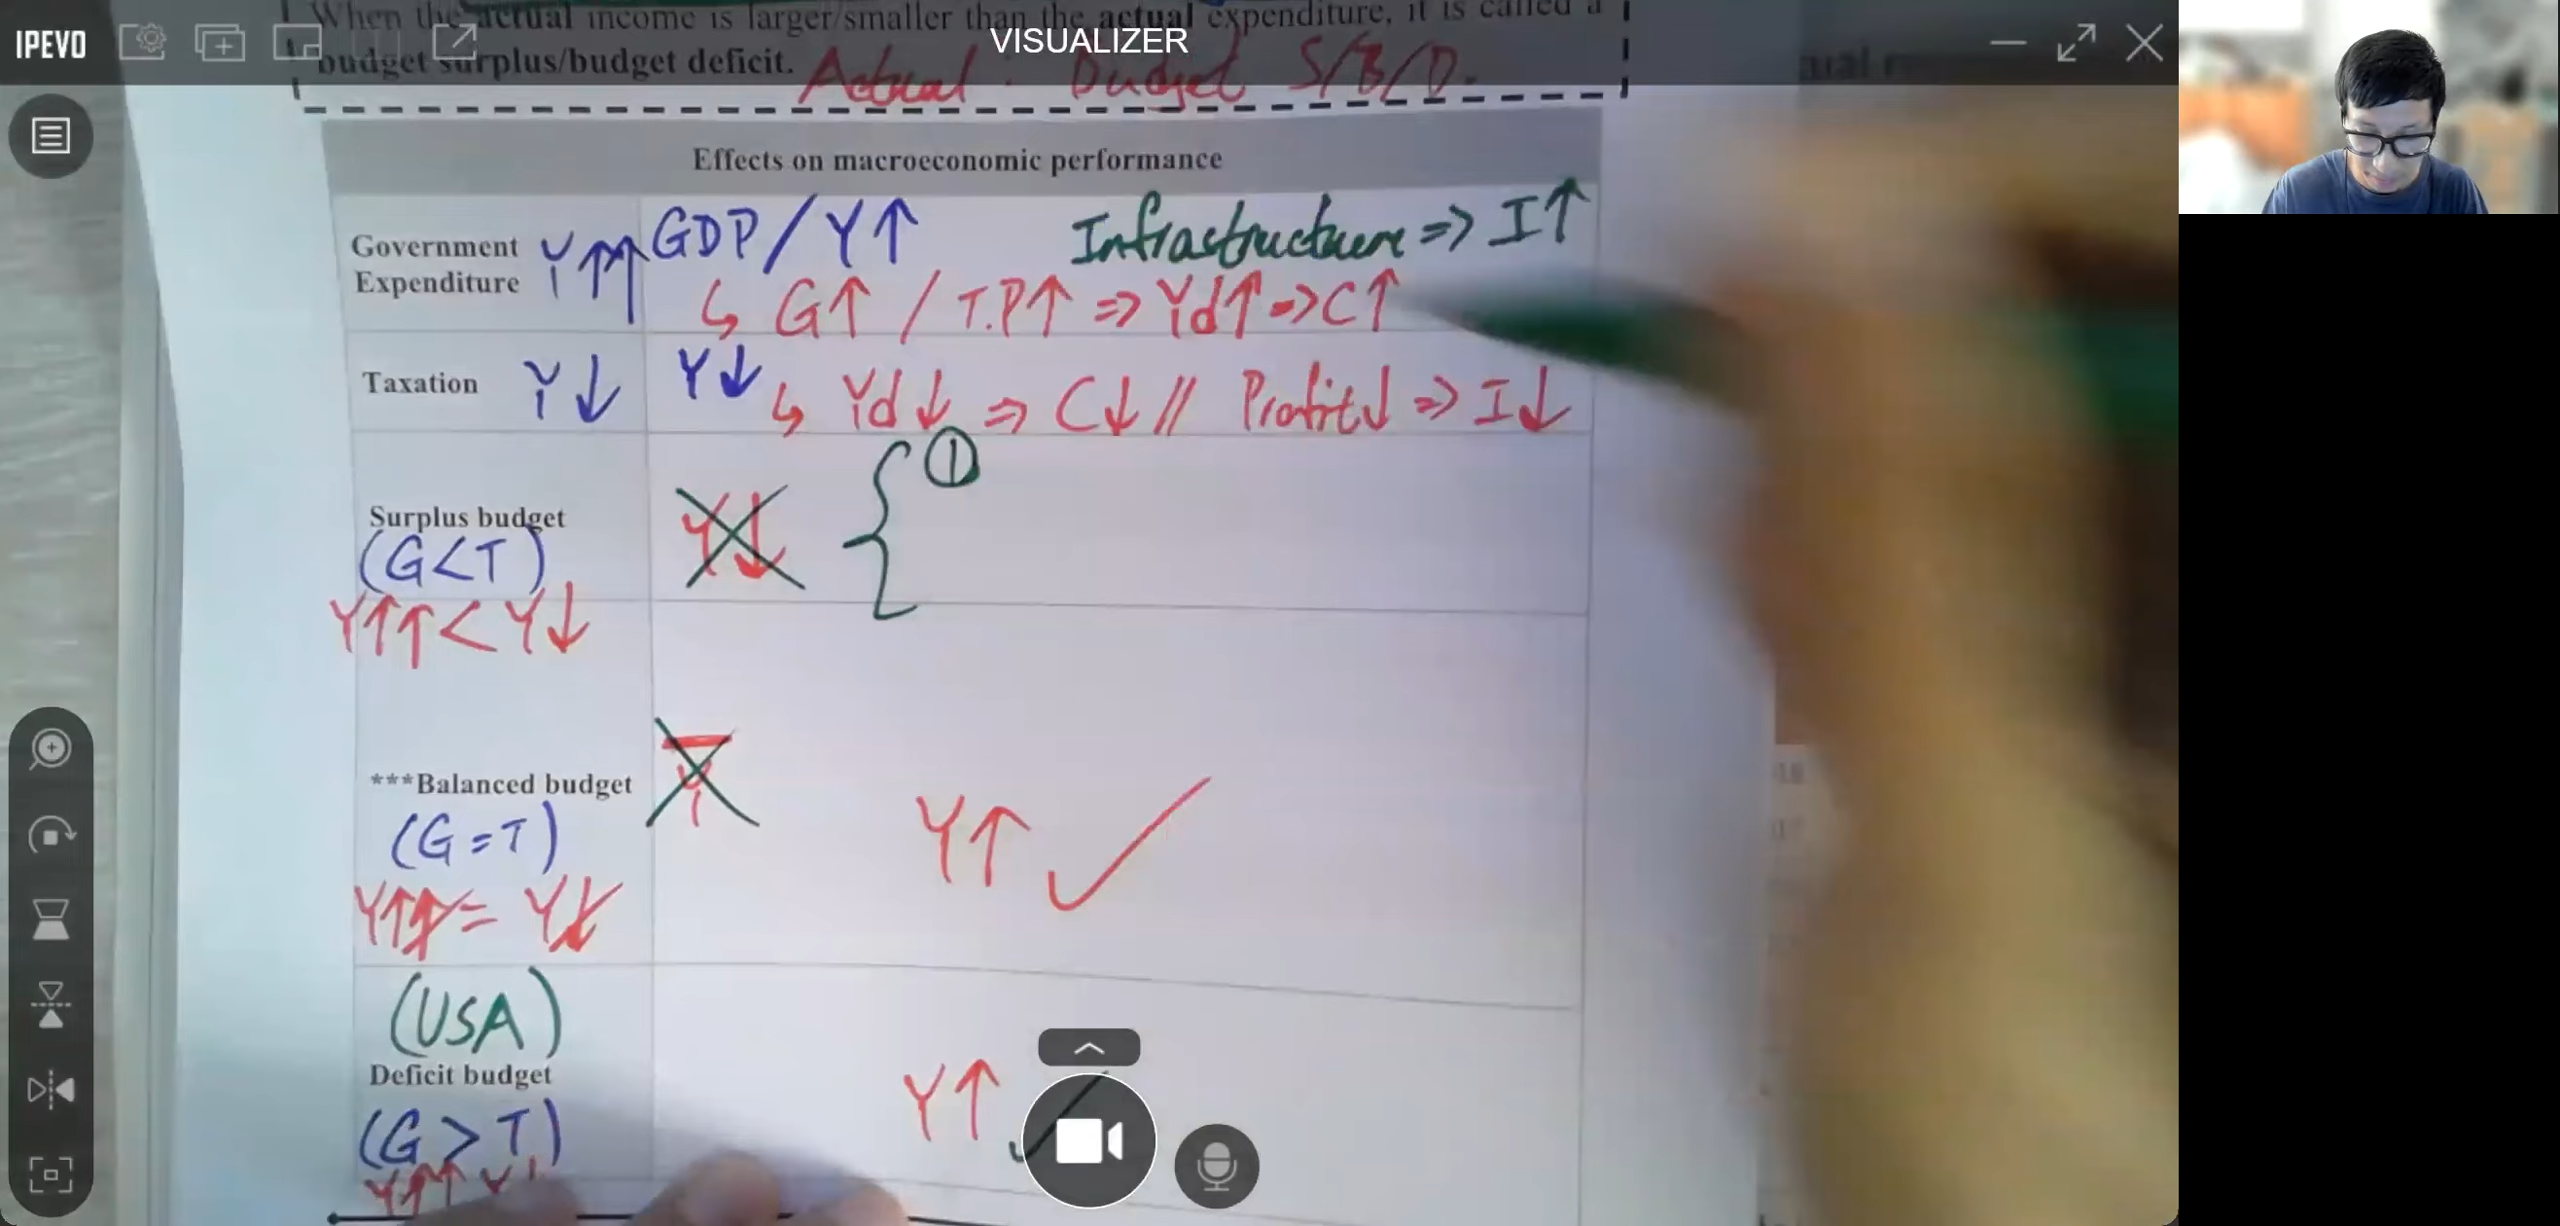 When the actual income is larger/smaller than the actual expenditure, it is called a
budget surplus/budget deficit. Actual : Budget S/B/D.
IPEVO
VISUALIZER
Effects on macroeconomic performance
Government Expenditure Y↑↑ GDP / Y↑ Infrastructure => I↑
↳ G↑ / T.P↑ => Yd↑ => C↑
Taxation Y↓ Y↓ ↳ Yd↓ => C↓ // Profit↓ => I↓
Surplus budget Y↓ { ①
(G<T)
Y↑↑ < Y↓
***Balanced budget Y
(G=T) Y↑ ✓
Y↑↑ = Y↓
(USA)
Deficit budget Y↑ ✓
(G > T)
Y↑↑